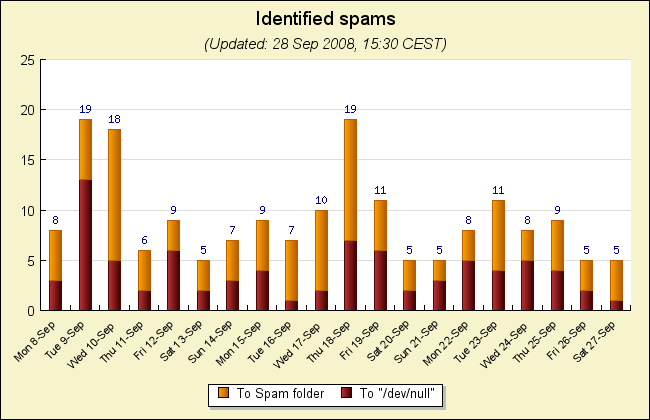 Identified spams
(Updated: 28 Sep 2008, 15:30 CEST)
25
20
15
10
5
0
8
19
18
6
9
5
7
9
7
10
19
11
5
5
8
11
8
9
5
5
Mon 8-Sep
Tue 9-Sep
Wed 10-Sep
Thu 11-Sep
Fri 12-Sep
Sat 13-Sep
Sun 14-Sep
Mon 15-Sep
Tue 16-Sep
Wed 17-Sep
Thu 18-Sep
Fri 19-Sep
Sat 20-Sep
Sun 21-Sep
Mon 22-Sep
Tue 23-Sep
Wed 24-Sep
Thu 25-Sep
Fri 26-Sep
Sat 27-Sep
To Spam folder
To "/dev/null"